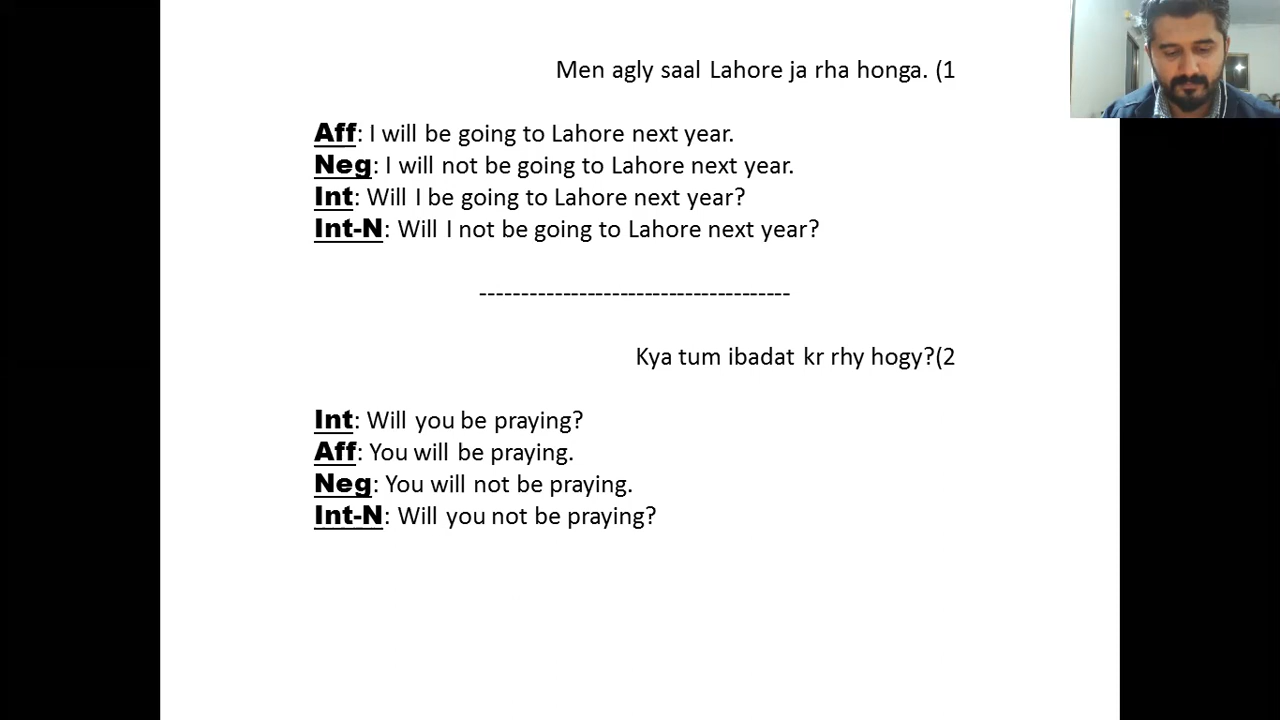 Men agly saal Lahore ja rha honga. (1
Aff: I will be going to Lahore next year.
Neg: I will not be going to Lahore next year.
Int: Will I be going to Lahore next year?
Int-N: Will I not be going to Lahore next year?
-------------------------------------
Kya tum ibadat kr rhy hogy?(2
Int: Will you be praying?
Aff: You will be praying.
Neg: You will not be praying.
Int-N: Will you not be praying?